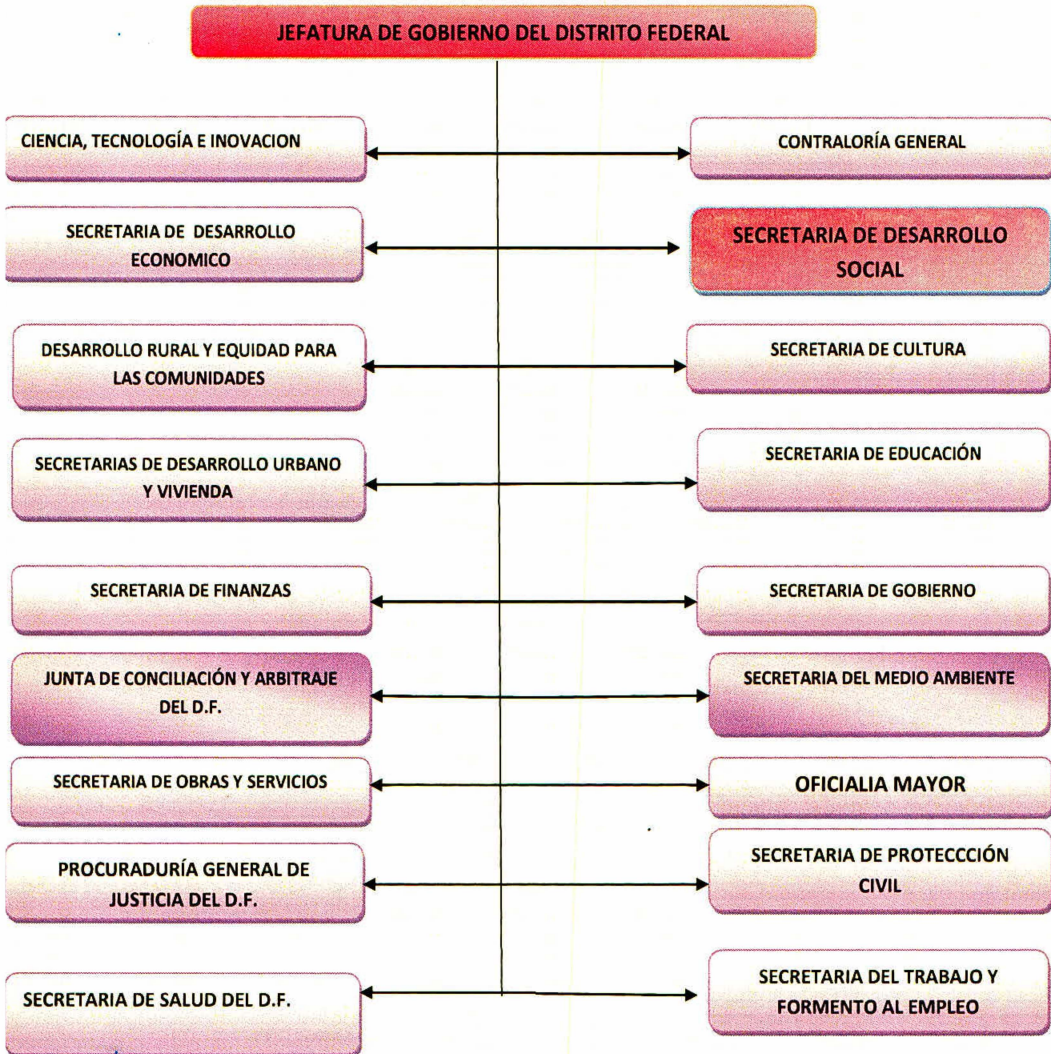 JEFATURA DE GOBIERNO DEL DISTRITO FEDERAL
CIENCIA, TECNOLOGÍA E INOVACION
CONTRALORÍA GENERAL
SECRETARIA DE DESARROLLO
ECONOMICO
SECRETARIA DE DESARROLLO
SOCIAL
DESARROLLO RURAL Y EQUIDAD PARA
LAS COMUNIDADES
SECRETARIA DE CULTURA
SECRETARIAS DE DESARROLLO URBANO
Y VIVIENDA
SECRETARIA DE EDUCACIÓN
SECRETARIA DE FINANZAS
SECRETARIA DE GOBIERNO
JUNTA DE CONCILIACIÓN Y ARBITRAJE
DEL D.F.
SECRETARIA DEL MEDIO AMBIENTE
SECRETARIA DE OBRAS Y SERVICIOS
OFICIALIA MAYOR
PROCURADURÍA GENERAL DE
JUSTICIA DEL D.F.
SECRETARIA DE PROTECCCIÓN
CIVIL
SECRETARIA DE SALUD DEL D.F.
SECRETARIA DEL TRABAJO Y
FORMENTO AL EMPLEO